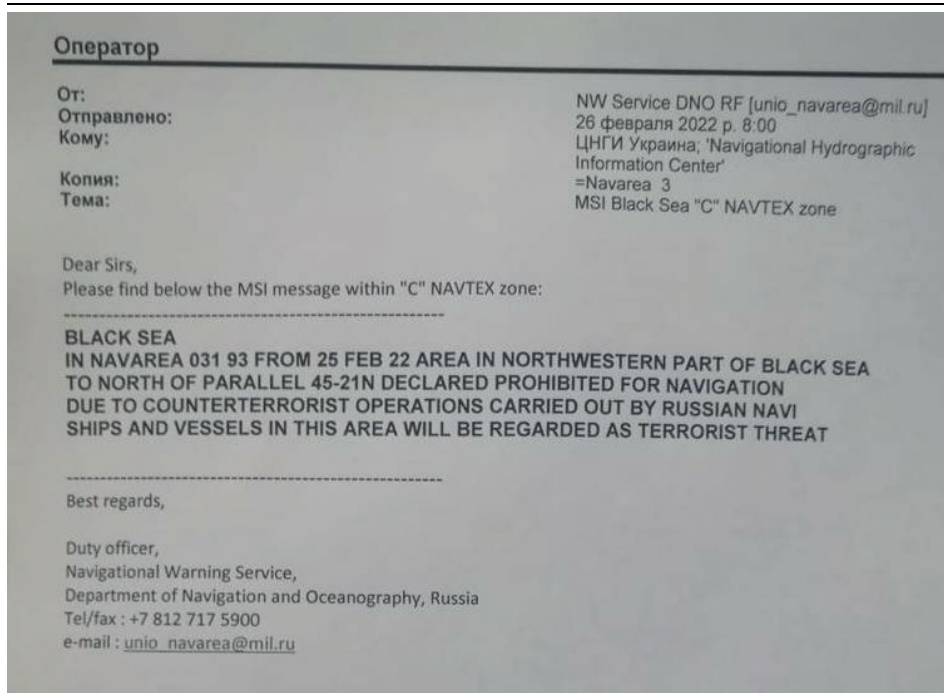 Оператор
От:
NW Service DNO RF [unio_navarea@mil.ru]
Отправлено:
26 февраля 2022 р. 8:00
Кому:
ЦНГИ Украина; 'Navigational Hydrographic
Information Center'
Копия:
=Navarea 3
Тема:
MSI Black Sea "C" NAVTEX zone
Dear Sirs,
Please find below the MSI message within "C" NAVTEX zone:
----------------------------------------------------
BLACK SEA
IN NAVAREA 031 93 FROM 25 FEB 22 AREA IN NORTHWESTERN PART OF BLACK SEA
TO NORTH OF PARALLEL 45-21N DECLARED PROHIBITED FOR NAVIGATION
DUE TO COUNTERTERRORIST OPERATIONS CARRIED OUT BY RUSSIAN NAVI
SHIPS AND VESSELS IN THIS AREA WILL BE REGARDED AS TERRORIST THREAT
----------------------------------------------------
Best regards,
Duty officer,
Navigational Warning Service,
Department of Navigation and Oceanography, Russia
Tel/fax : +7 812 717 5900
e-mail : unio_navarea@mil.ru